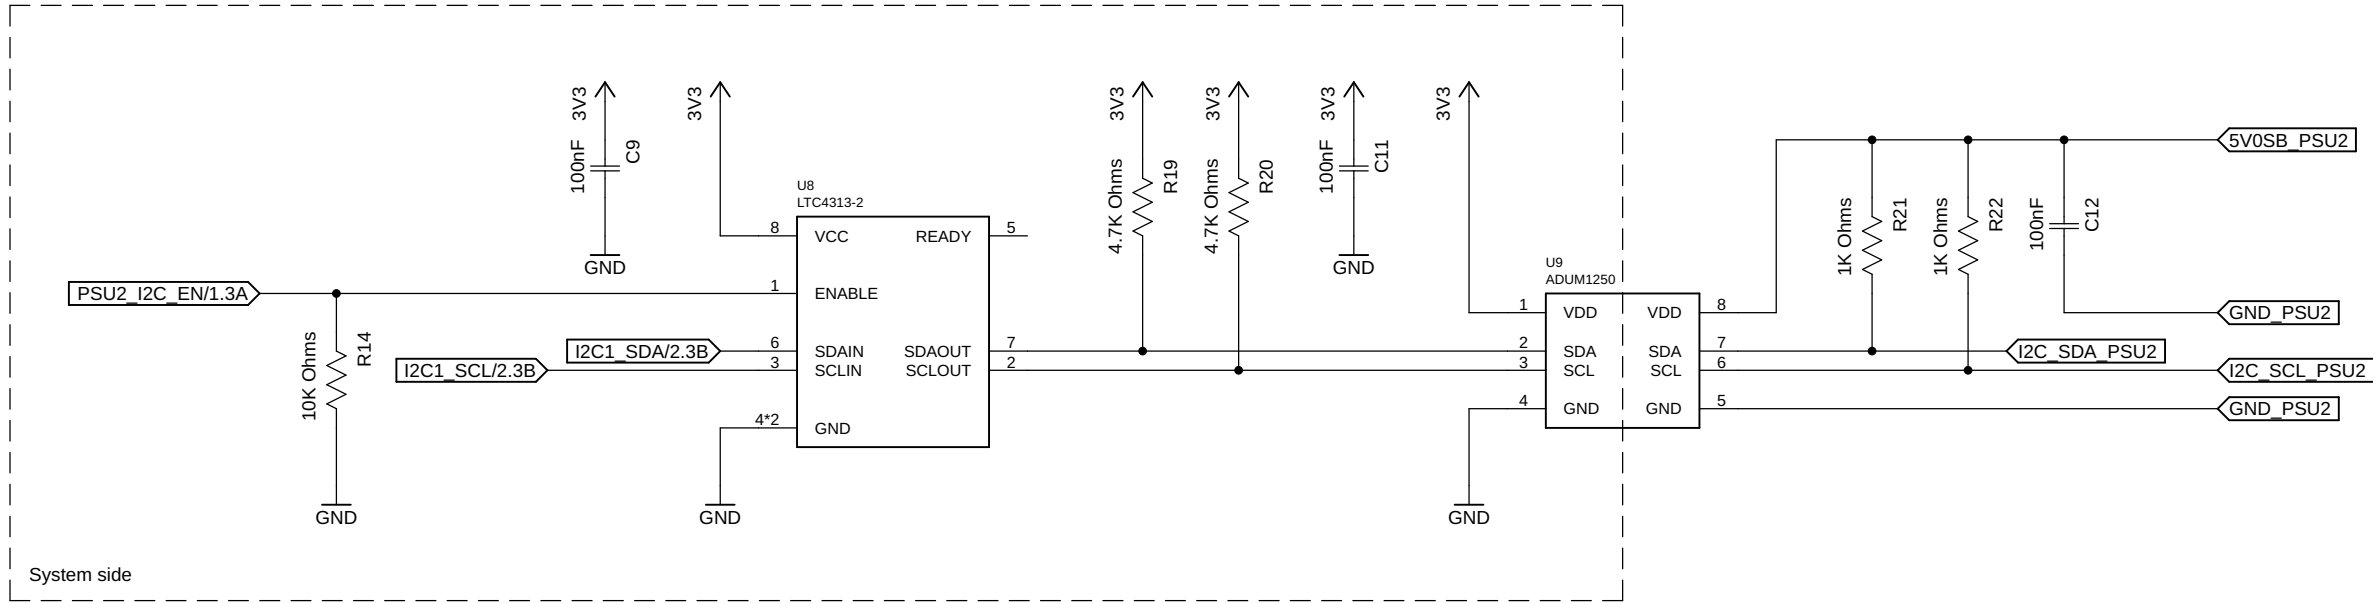 3V3
100nF
C9
GND
3V3
U8
LTC4313-2
8
VCC
READY
5
PSU2_I2C_EN/1.3A
1
ENABLE
10K Ohms
R14
GND
I2C1_SDA/2.3B
6
SDAIN
SDAOUT
7
I2C1_SCL/2.3B
3
SCLIN
SCLOUT
2
4*2
GND
GND
3V3
4.7K Ohms
R19
3V3
4.7K Ohms
R20
3V3
100nF
C11
GND
3V3
U9
ADUM1250
1
VDD
VDD
8
2
SDA
SDA
7
3
SCL
SCL
6
4
GND
GND
5
GND
1K Ohms
R21
1K Ohms
R22
100nF
C12
5V0SB_PSU2
GND_PSU2
I2C_SDA_PSU2
I2C_SCL_PSU2
GND_PSU2
System side